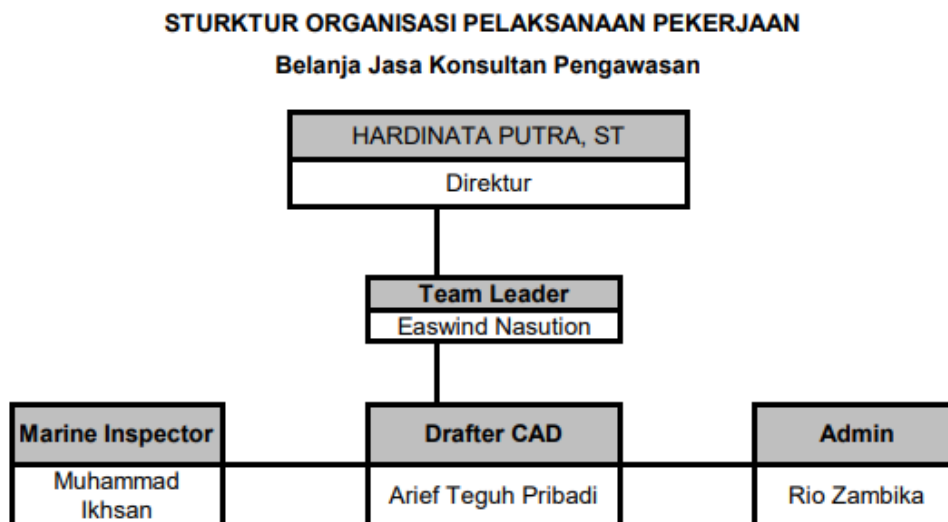 STURKTUR ORGANISASI PELAKSANAAN PEKERJAAN
Belanja Jasa Konsultan Pengawasan
HARDINATA PUTRA, ST
Direktur
Team Leader
Easwind Nasution
Marine Inspector
Muhammad
Ikhsan
Drafter CAD
Arief Teguh Pribadi
Admin
Rio Zambika